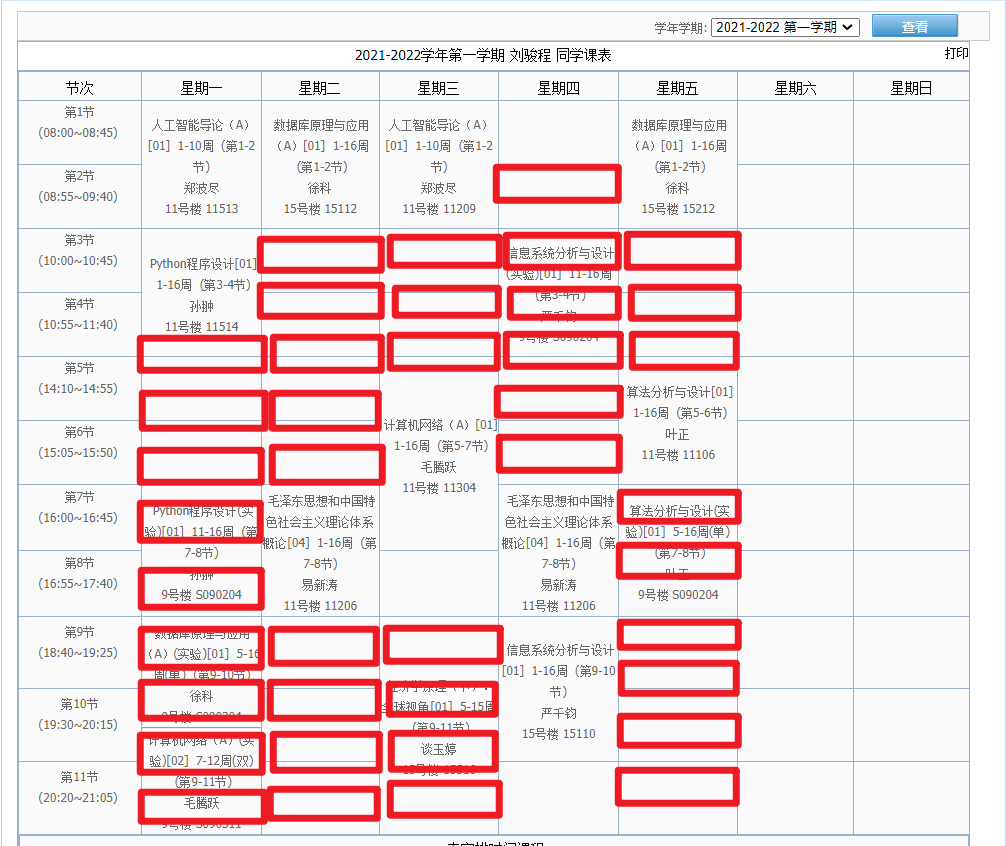 学年学期: 2021-2022 第一学期 查看
2021-2022学年第一学期 刘骏程 同学课表 打印
节次 星期一 星期二 星期三 星期四 星期五 星期六 星期日
第1节
(08:00~08:45)
第2节
(08:55~09:40)
人工智能导论（A）
[01] 1-10周（第1-2
节）
郑波尽
11号楼 11513
数据库原理与应用
（A）[01] 1-16周
(第1-2节)
徐科
15号楼 15112
人工智能导论（A）
[01] 1-10周（第1-2
节）
郑波尽
11号楼 11209
数据库原理与应用
（A）[01] 1-16周
(第1-2节)
徐科
15号楼 15212
第3节
(10:00~10:45)
第4节
(10:55~11:40)
Python程序设计[01]
1-16周（第3-4节）
孙翀
11号楼 11514
信息系统分析与设计
(实验)[01] 11-16周
(第3-4节)
严千钧
9号楼 S090204
第5节
(14:10~14:55)
第6节
(15:05~15:50)
计算机网络（A）[01]
1-16周（第5-7节）
毛腾跃
11号楼 11304
算法分析与设计[01]
1-16周（第5-6节）
叶正
11号楼 11106
第7节
(16:00~16:45)
第8节
(16:55~17:40)
Python程序设计(实
验)[01] 11-16周（第
7-8节）
孙翀
9号楼 S090204
毛泽东思想和中国特
色社会主义理论体系
概论[04] 1-16周（第
7-8节）
易新涛
11号楼 11206
毛泽东思想和中国特
色社会主义理论体系
概论[04] 1-16周（第
7-8节）
易新涛
11号楼 11206
算法分析与设计(实
验)[01] 5-16周(单)
(第7-8节)
叶正
9号楼 S090204
第9节
(18:40~19:25)
第10节
(19:30~20:15)
第11节
(20:20~21:05)
数据库原理与应用
（A）(实验)[01] 5-16
周(单)（第9-10节）
徐科
9号楼 S090204
计算机网络（A）(实
验)[02] 7-12周(双)
(第9-11节)
毛腾跃
9号楼 S090311
全球视角[01] 5-15周
(第9-11节)
谈玉婷
信息系统分析与设计
[01] 1-16周（第9-10
节）
严千钧
15号楼 15110